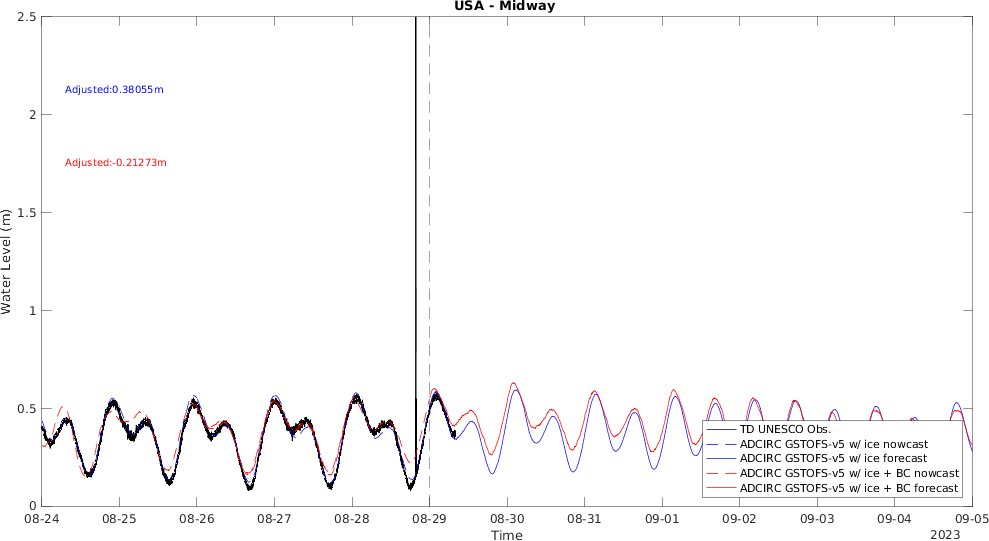 USA - Midway
2.5
Adjusted:0.38055m
2
Adjusted:-0.21273m
1.5
Water Level (m)
1
0.5
TD UNESCO Obs.
ADCIRC GSTOFS-v5 w/ ice nowcast
ADCIRC GSTOFS-v5 w/ ice forecast
ADCIRC GSTOFS-v5 w/ ice + BC nowcast
ADCIRC GSTOFS-v5 w/ ice + BC forecast
0
08-24 08-25 08-26 08-27 08-28 08-29 08-30 08-31 09-01 09-02 09-03 09-04 09-05
Time
2023